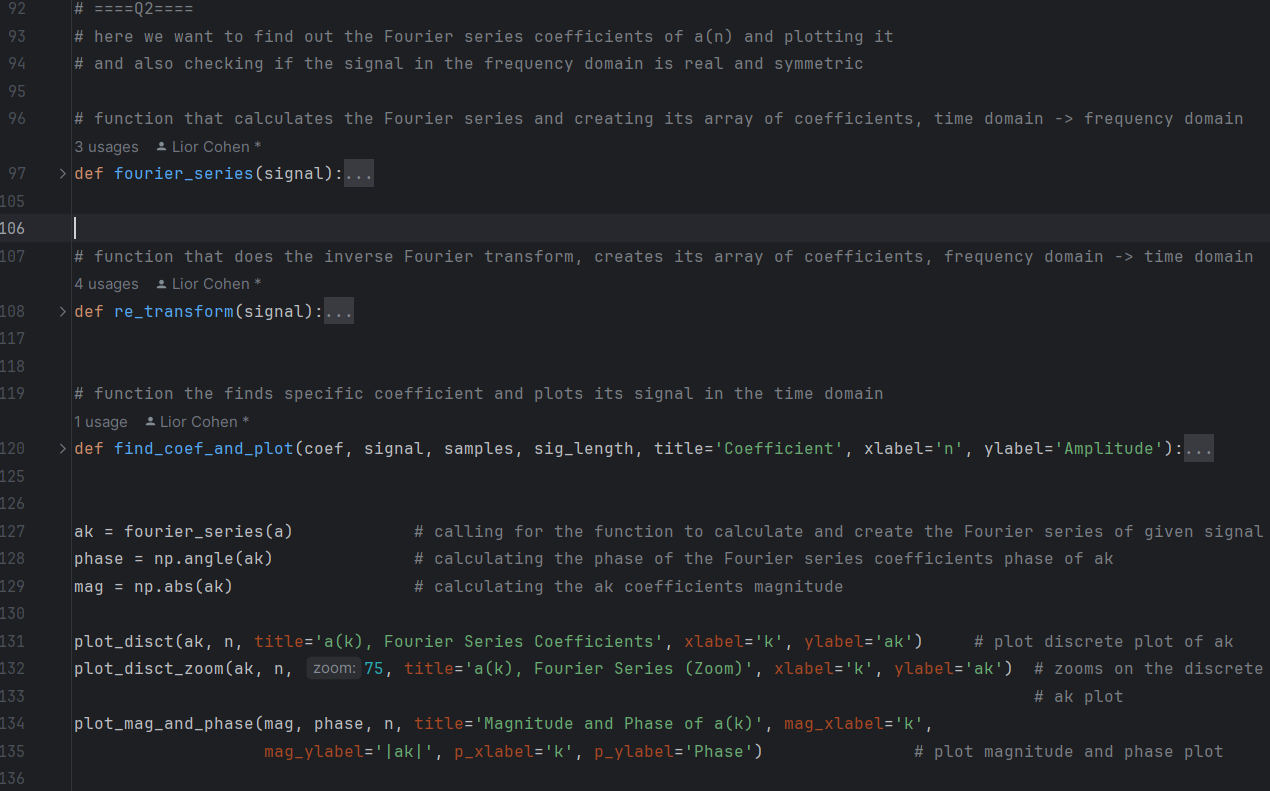 92 # ====Q2====
93 # here we want to find out the Fourier series coefficients of a(n) and plotting it
94 # and also checking if the signal in the frequency domain is real and symmetric
95
96 # function that calculates the Fourier series and creating its array of coefficients, time domain -> frequency domain
3 usages Lior Cohen *
97 > def fourier_series(signal):...
105
106
107 # function that does the inverse Fourier transform, creates its array of coefficients, frequency domain -> time domain
4 usages Lior Cohen *
108 > def re_transform(signal):...
117
118
119 # function the finds specific coefficient and plots its signal in the time domain
1 usage Lior Cohen *
120 > def find_coef_and_plot(coef, signal, samples, sig_length, title='Coefficient', xlabel='n', ylabel='Amplitude'):...
125
126
127 ak = fourier_series(a) # calling for the function to calculate and create the Fourier series of given signal
128 phase = np.angle(ak) # calculating the phase of the Fourier series coefficients phase of ak
129 mag = np.abs(ak) # calculating the ak coefficients magnitude
130
131 plot_disct(ak, n, title='a(k), Fourier Series Coefficients', xlabel='k', ylabel='ak') # plot discrete plot of ak
132 plot_disct_zoom(ak, n, zoom: 75, title='a(k), Fourier Series (Zoom)', xlabel='k', ylabel='ak') # zooms on the discrete
133 # ak plot
134 plot_mag_and_phase(mag, phase, n, title='Magnitude and Phase of a(k)', mag_xlabel='k',
135 mag_ylabel='|ak|', p_xlabel='k', p_ylabel='Phase') # plot magnitude and phase plot
136